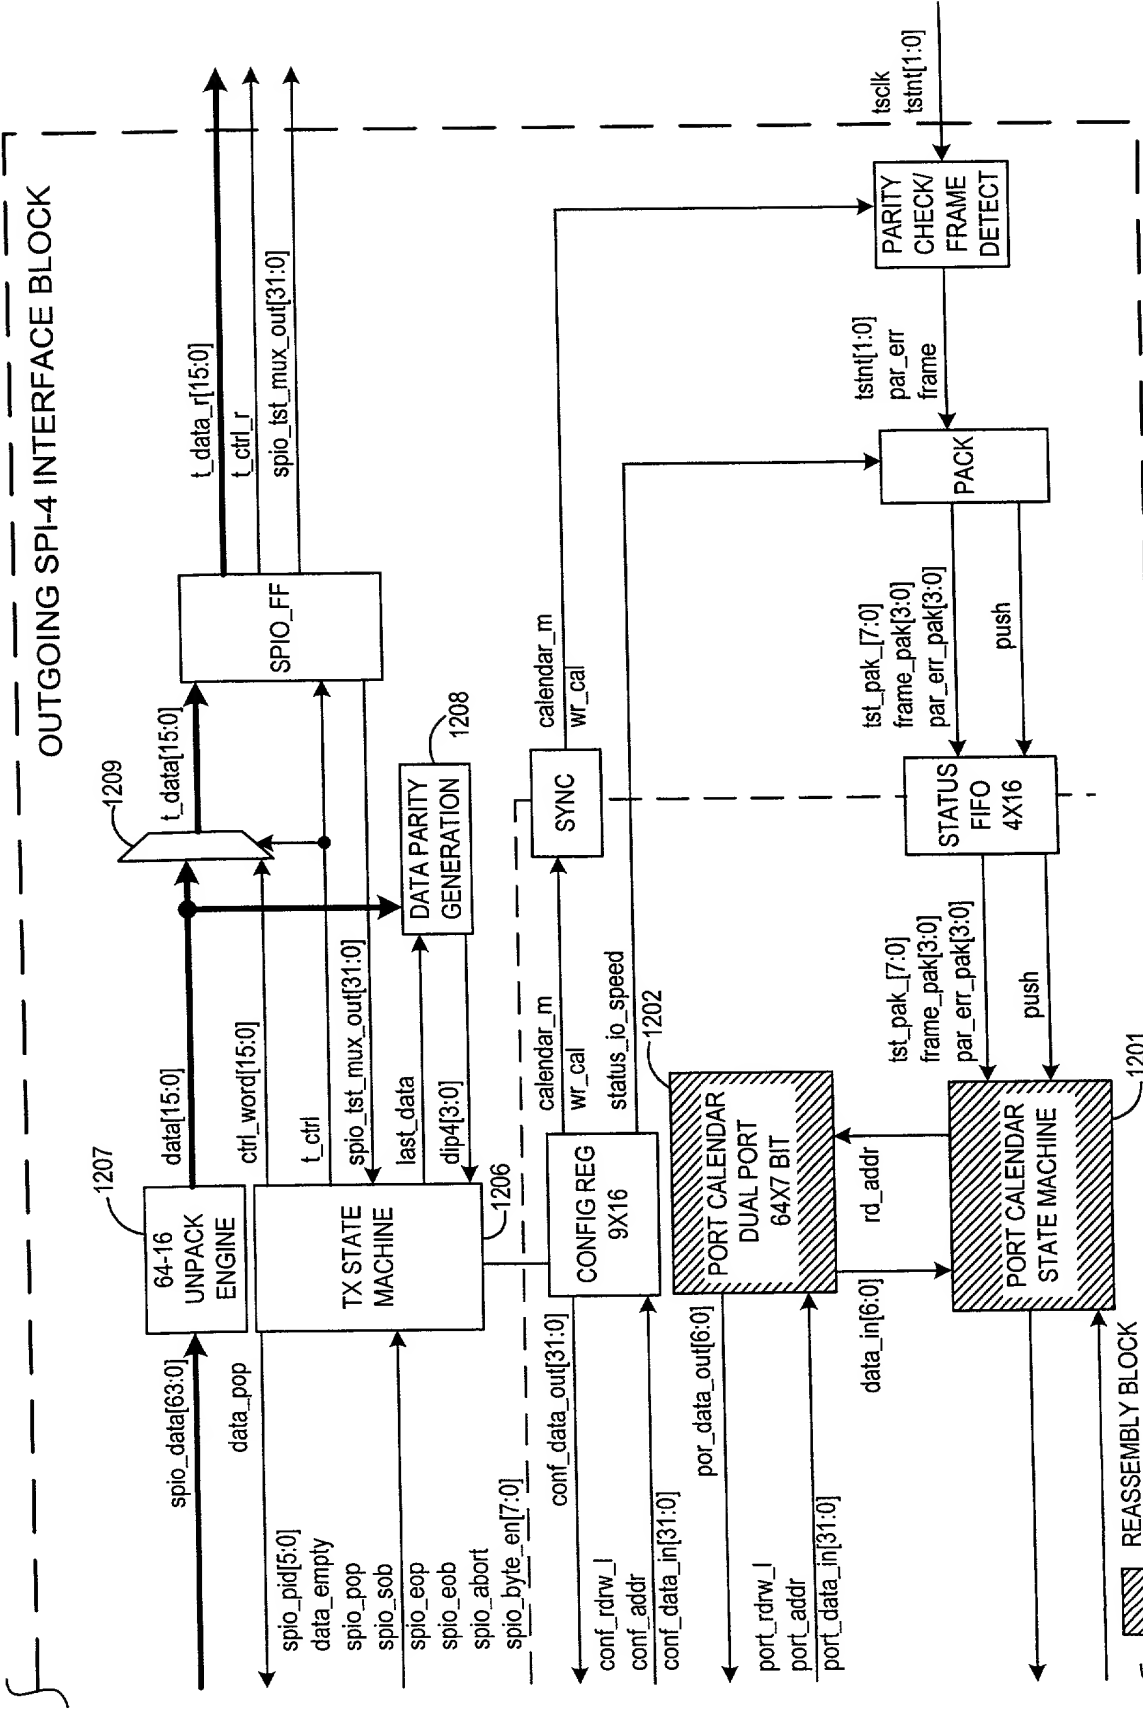 OUTGOING SPI-4 INTERFACE BLOCK
1207
64-16
UNPACK
ENGINE
spio_data[63:0]
data[15:0]
1209
t_data[15:0]
SPIO_FF
t_data_r[15:0]
t_ctrl_r
spio_tst_mux_out[31:0]
data_pop
TX STATE
MACHINE
1206
ctrl_word[15:0]
t_ctrl
spio_tst_mux_out[31:0]
last_data
dip4[3:0]
DATA PARITY
GENERATION
1208
spio_pid[5:0]
data_empty
spio_pop
spio_sob
spio_eop
spio_eob
spio_abort
spio_byte_en[7:0]
conf_data_out[31:0]
conf_rdrw_l
conf_addr
conf_data_in[31:0]
CONFIG REG
9X16
calendar_m
wr_cal
status_io_speed
SYNC
calendar_m
wr_cal
por_data_out[6:0]
port_rdrw_l
port_addr
port_data_in[31:0]
PORT CALENDAR
DUAL PORT
64X7 BIT
1202
data_in[6:0]
rd_addr
PORT CALENDAR
STATE MACHINE
1201
tst_pak_[7:0]
frame_pak[3:0]
par_err_pak[3:0]
push
STATUS
FIFO
4X16
tst_pak_[7:0]
frame_pak[3:0]
par_err_pak[3:0]
push
PACK
tstnt[1:0]
par_err
frame
PARITY
CHECK/
FRAME
DETECT
tsclk
tstnt[1:0]
REASSEMBLY BLOCK